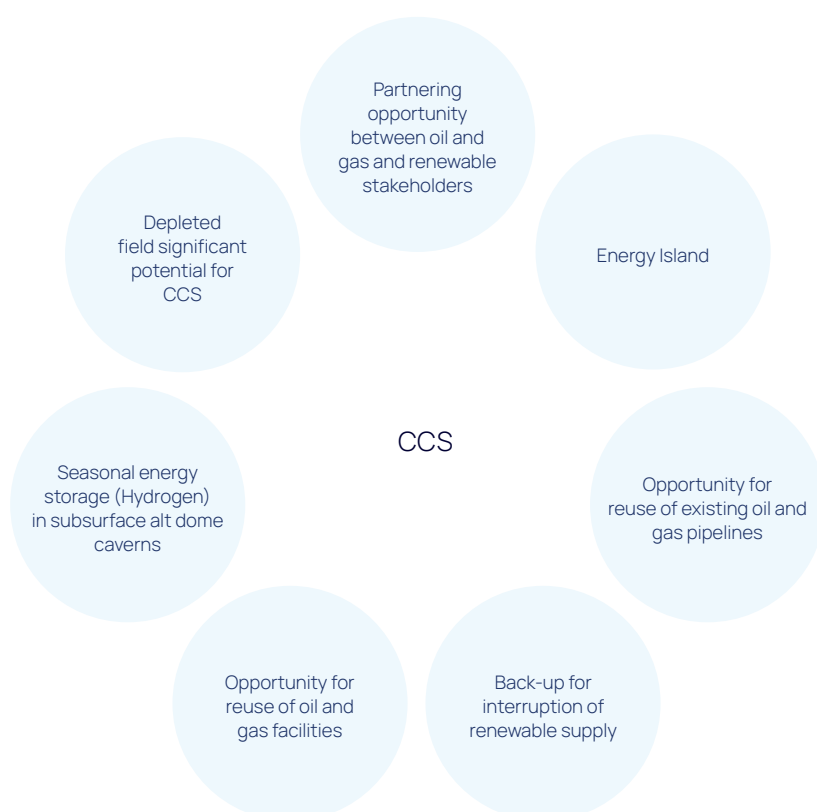 Partnering
opportunity
between oil and
gas and renewable
stakeholders
Energy Island
Depleted
field significant
potential for
CCS
CCS
Seasonal energy
storage (Hydrogen)
in subsurface alt dome
caverns
Opportunity for
reuse of existing oil and
gas pipelines
Opportunity for
reuse of oil and
gas facilities
Back-up for
interruption of
renewable supply